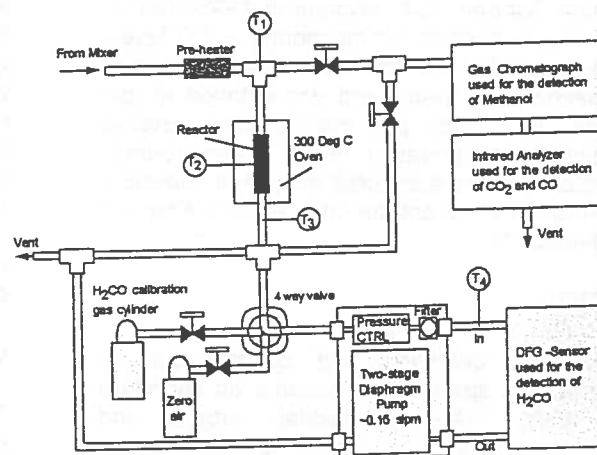 T1
Pre-heater
From Mixer
Gas Chromatograph
used for the detection
of Methanol
Reactor
300 Deg C
Oven
T2
Infrared Analyzer
used for the detection
of CO2 and CO
T3
Vent
Vent
H2CO calibration
gas cylinder
4 way valve
T4
Filter
Pressure
CTRL
In
DFG-Sensor
used for the
detection of
H2CO
Two-stage
Diaphragm
Pump
~0.15 slpm
Zero
air
Out